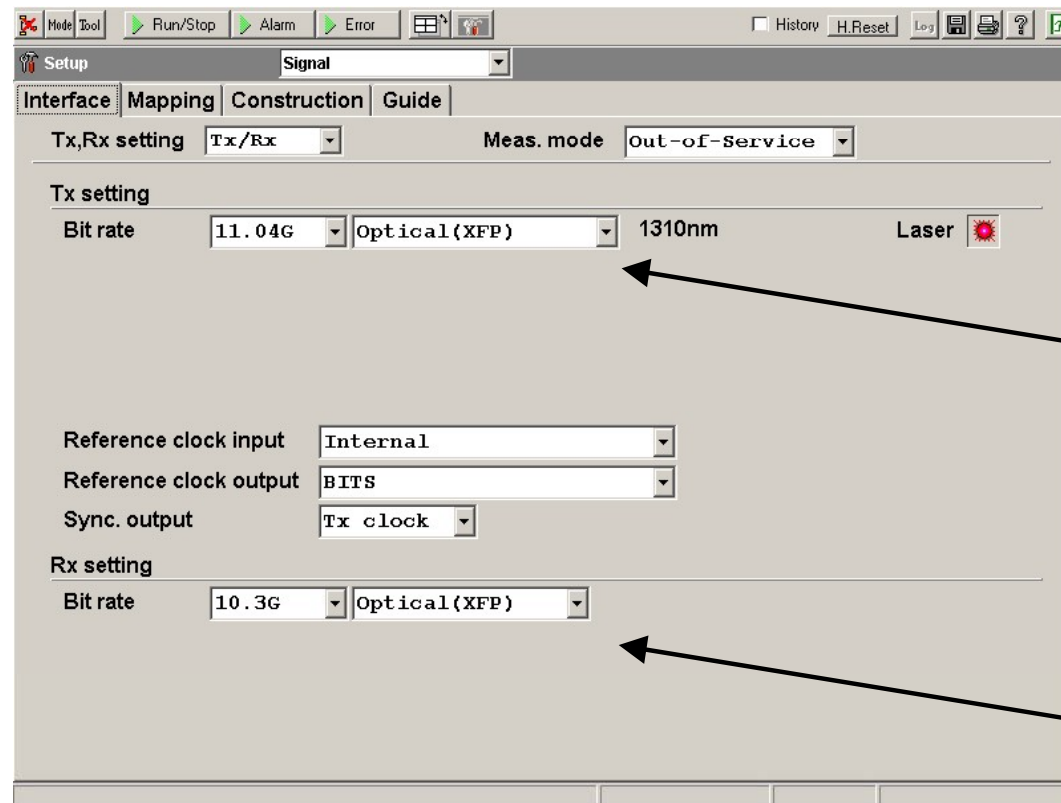 Mode Tool Run/Stop Alarm Error History H.Reset Log
Setup Signal
Interface Mapping Construction Guide
Tx,Rx setting Tx/Rx Meas. mode Out-of-Service
Tx setting
Bit rate 11.04G Optical(XFP) 1310nm Laser
Reference clock input Internal
Reference clock output BITS
Sync. output Tx clock
Rx setting
Bit rate 10.3G Optical(XFP)